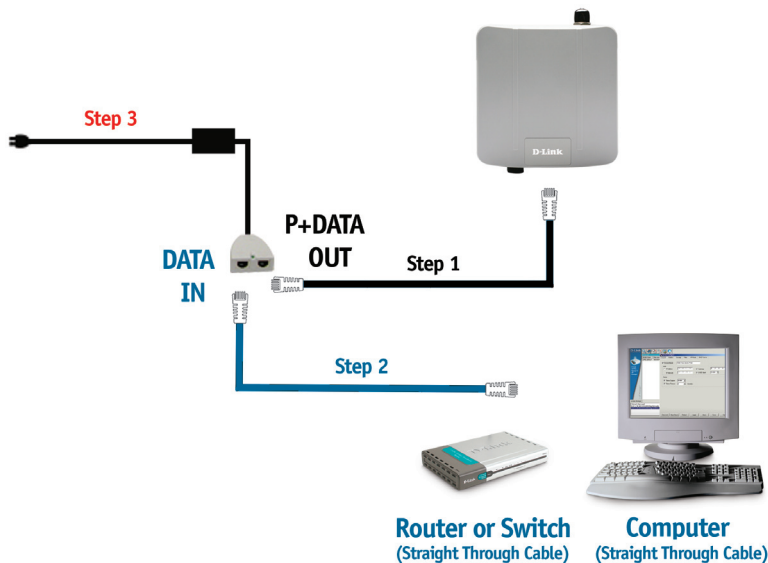 Step 3
D-Link
P+DATA
OUT
DATA
IN
Step 1
Step 2
Router or Switch
(Straight Through Cable)
Computer
(Straight Through Cable)